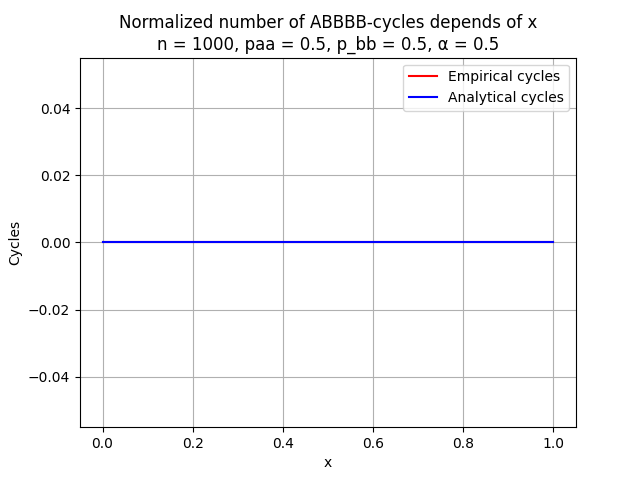 Normalized number of ABBBB-cycles depends of x
n = 1000, paa = 0.5, p_bb = 0.5, α = 0.5
Empirical cycles
Analytical cycles
0.04
0.02
0.00
−0.02
−0.04
Cycles
0.0
0.2
0.4
0.6
0.8
1.0
x